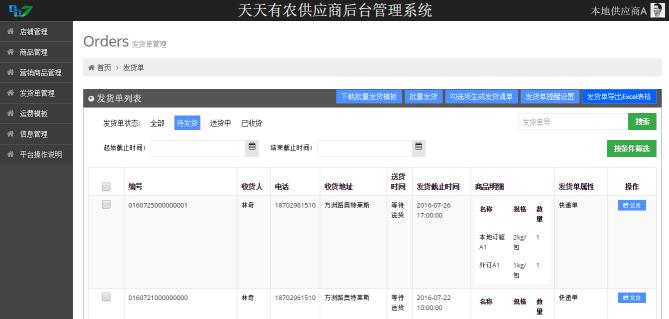 天天有农供应商后台管理系统
本地供应商A
店铺管理
商品管理
营销商品管理
发货单管理
运费模板
信息管理
平台操作说明
Orders 发货单管理
首页 > 发货单
发货单列表
下载批量发货模板 批量发货 勾选项生成发货清单 发货单提醒设置 发货单导出Excel表格
发货单状态: 全部 待发货 送货中 已收货
发货单号 搜索
起始截止时间: 结束截止时间: 按条件筛选
编号 收货人 电话 收货地址 送货时间 发货截止时间 商品明细 发货单属性 操作
0160725000000001 林奇 18702961510 方洲路奥特莱斯 等待送货 2016-07-26 17:00:00 快递单 发货
名称 规格 数量
本地订single A1 2kg/包 1
外订A1 1kg/包 1
0160721000000000 林奇 18702961510 方洲路奥特莱斯 等待送货 2016-07-22 10:00:00 快递单 发货
名称 规格 数量